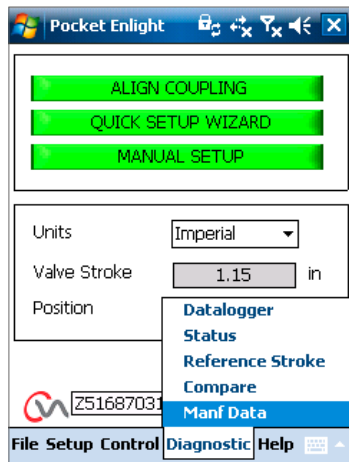 Pocket Enlight
ALIGN COUPLING
QUICK SETUP WIZARD
MANUAL SETUP
Units Imperial
Valve Stroke 1.15 in
Position
Datalogger
Status
Reference Stroke
Compare
Manf Data
Z51687031
File Setup Control Diagnostic Help